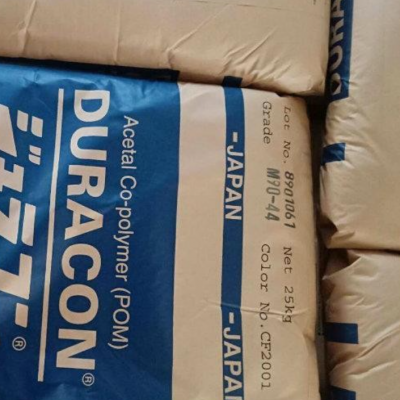 Lot No. 8901061 Net 25kg
Grade M90-44 Color No.CF2001
-JAPAN -JAPAN
Acetal Co-polymer (POM)
DURACON®
ジュラコン®